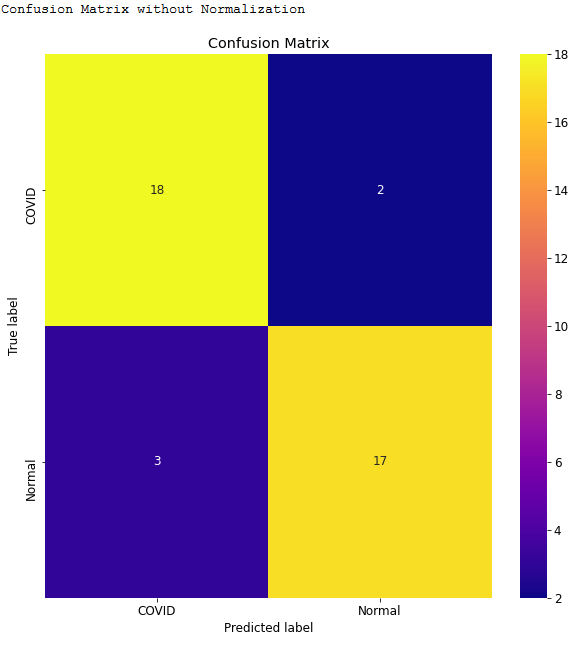 Confusion Matrix without Normalization
Confusion Matrix
18
2
3
17
COVID
Normal
True label
COVID Normal
Predicted label
18
16
14
12
10
8
6
4
2